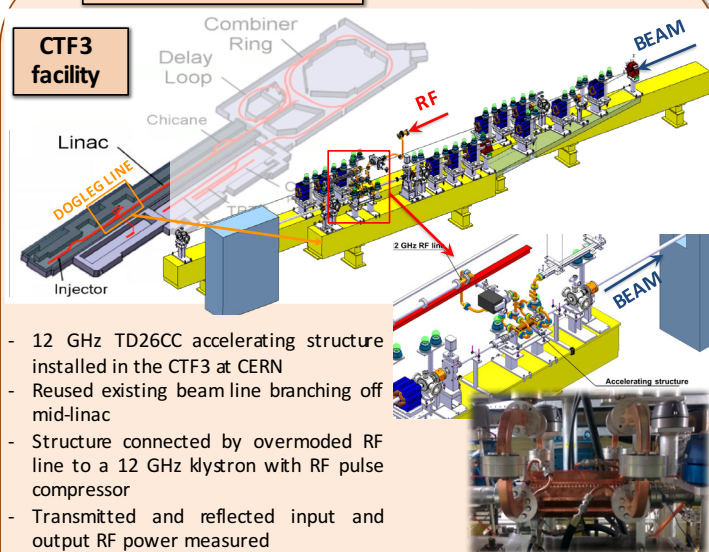 CTF3
facility
Combiner
Ring
Delay
Loop
Chicane
Linac
DOGLEG LINE
Injector
RF
BEAM
2 GHz RF line
BEAM
Accelerating structure
- 12 GHz TD26CC accelerating structure
installed in the CTF3 at CERN
- Reused existing beam line branching off
mid-linac
- Structure connected by overmoded RF
line to a 12 GHz klystron with RF pulse
compressor
- Transmitted and reflected input and
output RF power measured